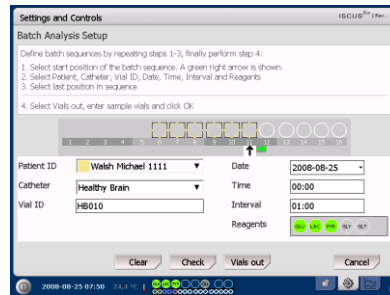 Settings and Controls
ISCUS flex | Rev.
Batch Analysis Setup
Define batch sequences by repeating steps 1-3, finally perform step 4:
1. Select start position of the batch sequence. A green right arrow is shown.
2. Select Patient, Catheter, Vial ID, Date, Time, Interval and Reagents
3. Select last position in sequence
4. Select Vials out, enter sample vials and click OK
1 2 3 4 5 6 7 8 9 10 11 12 13 14 15 16
Patient ID Walsh Michael 1111 Date 2008-08-25
Catheter Healthy Brain Time 00:00
Vial ID HB010 Interval 01:00
Reagents GLU LAC PYR GLY GLT
Clear Check Vials out Cancel
2008-08-25 07:50 24,4 °C